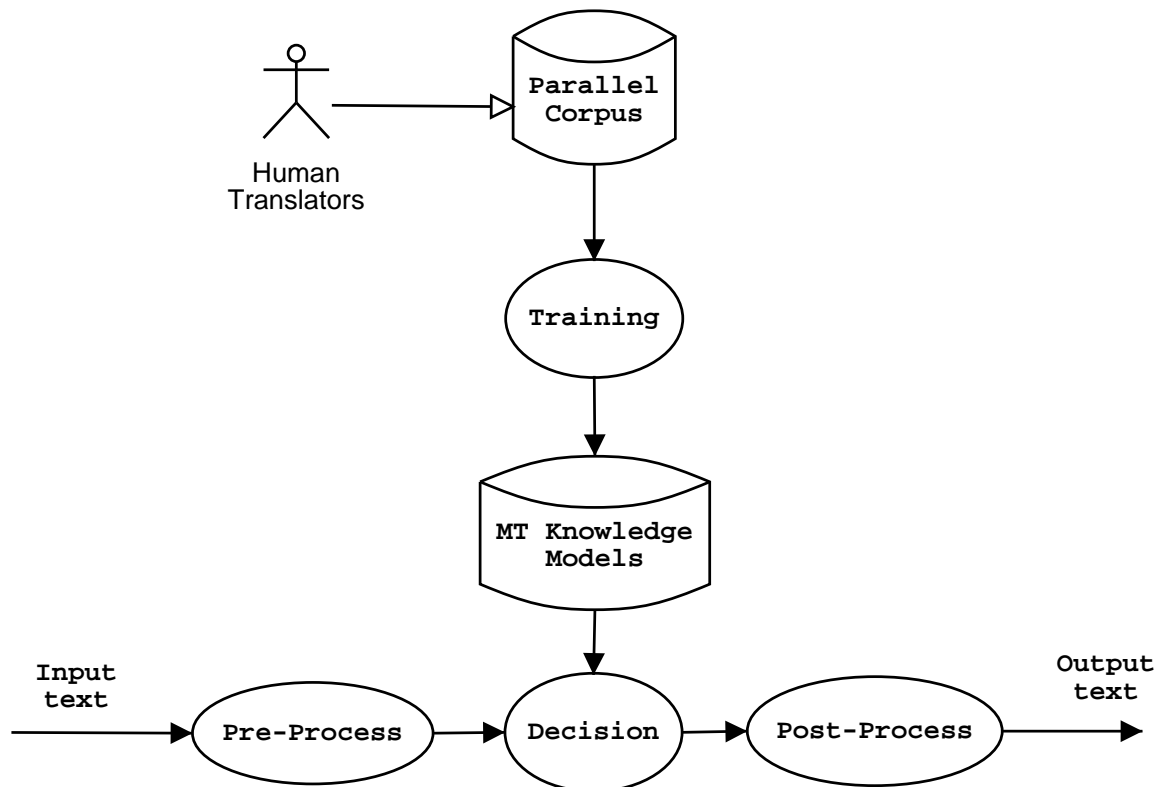 Parallel
Corpus
Human
Translators
Training
MT Knowledge
Models
Input
text
Pre-Process
Decision
Post-Process
Output
text